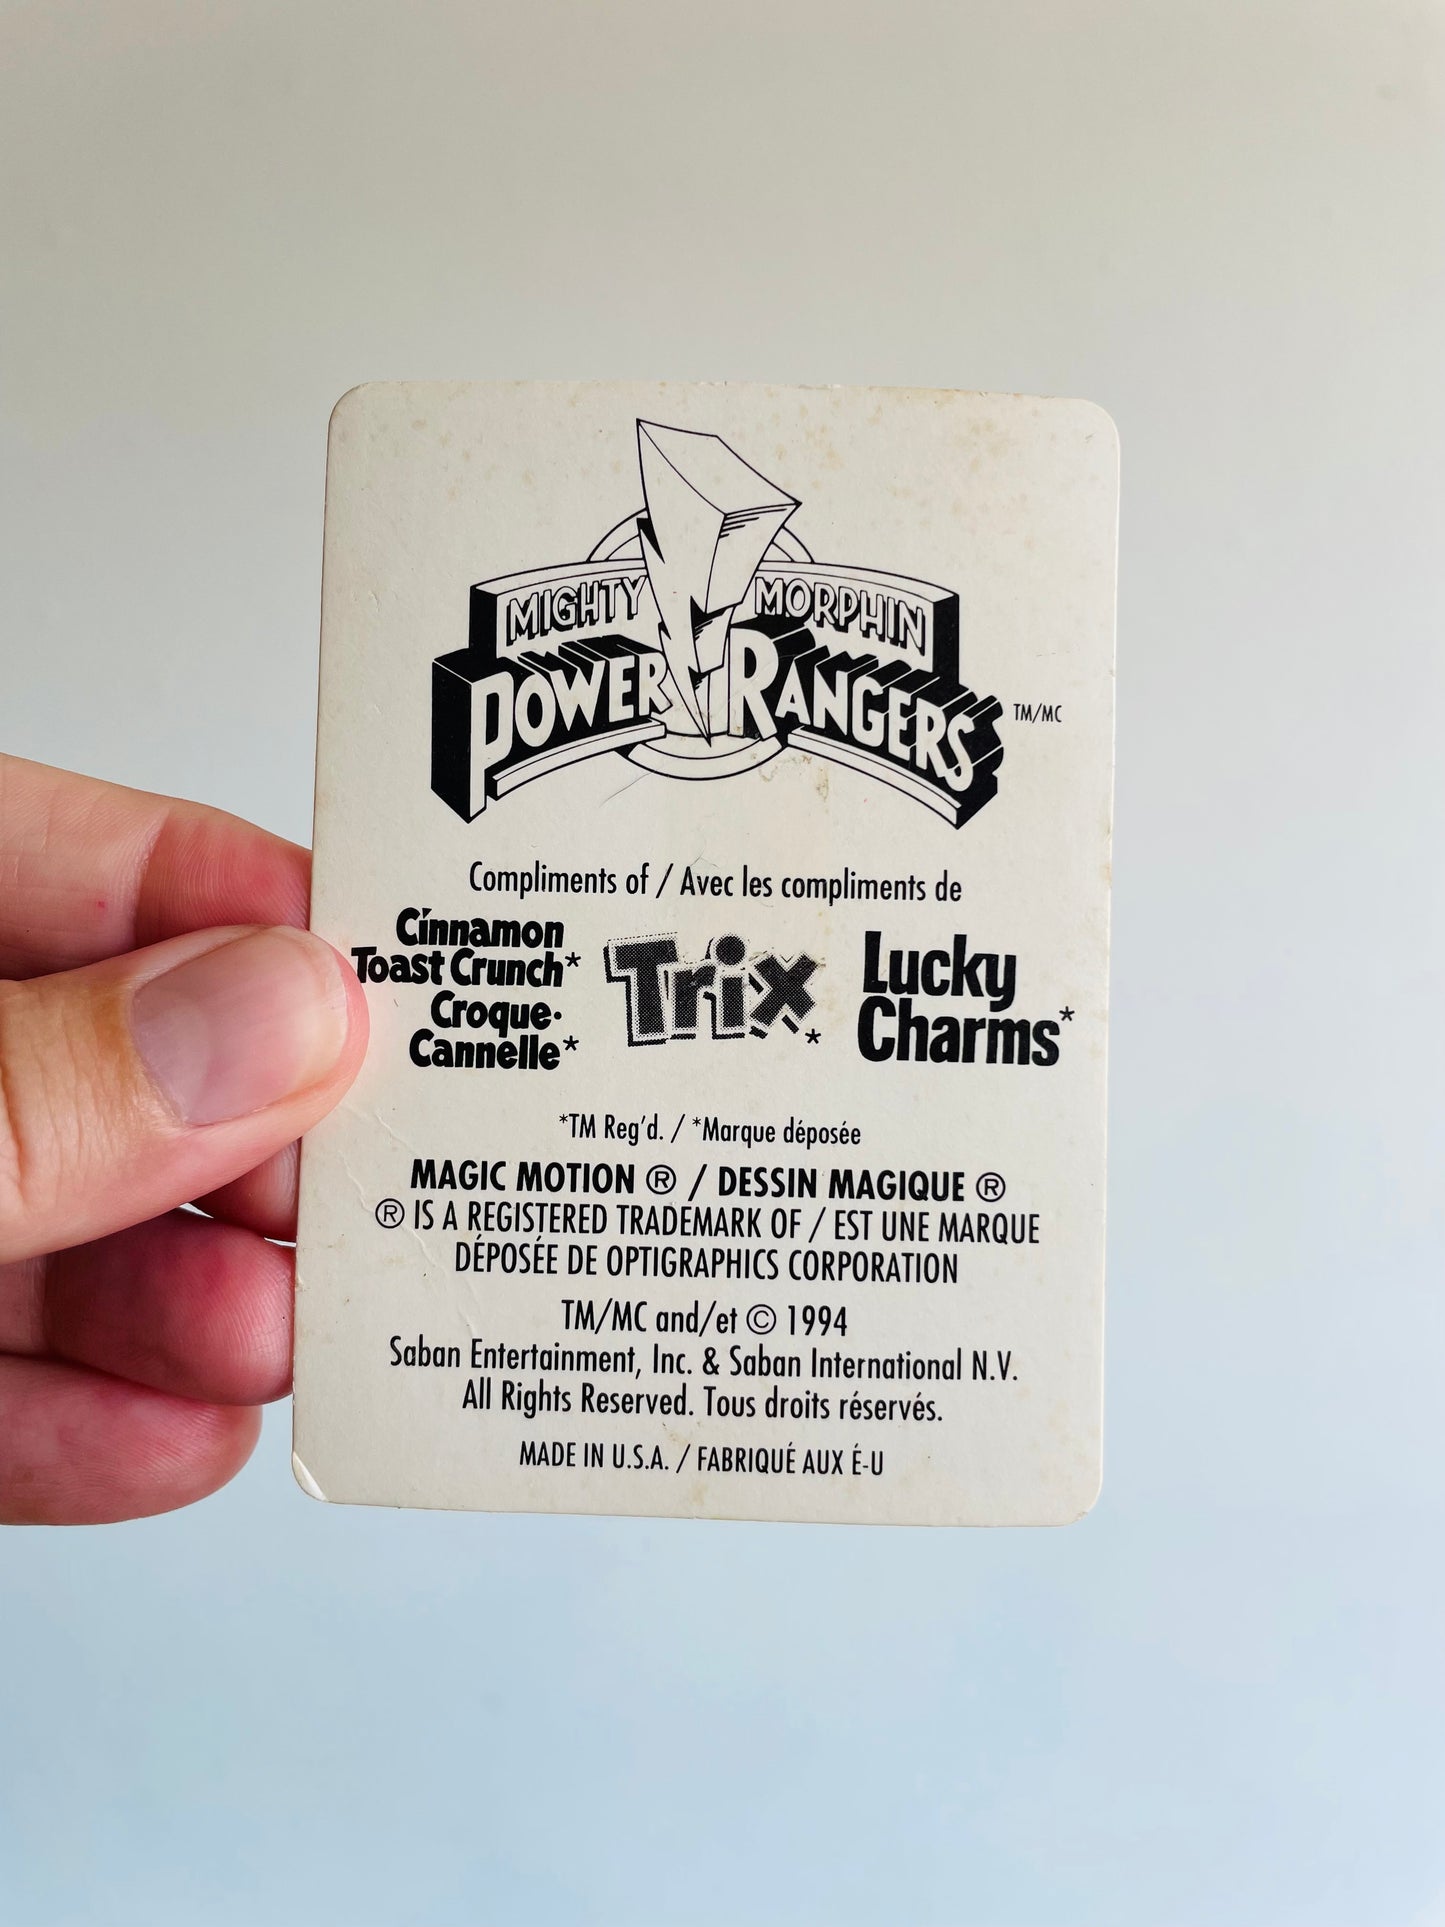 MIGHTY MORPHIN
POWER RANGERS TM/MC
Compliments of / Avec les compliments de
Cinnamon
Toast Crunch*
Croque-
Cannelle*
Trix*
Lucky
Charms*
*TM Reg'd. / *Marque déposée
MAGIC MOTION ® / DESSIN MAGIQUE ®
® IS A REGISTERED TRADEMARK OF / EST UNE MARQUE
DÉPOSÉE DE OPTIGRAPHICS CORPORATION
TM/MC and/et © 1994
Saban Entertainment, Inc. & Saban International N.V.
All Rights Reserved. Tous droits réservés.
MADE IN U.S.A. / FABRIQUÉ AUX É-U